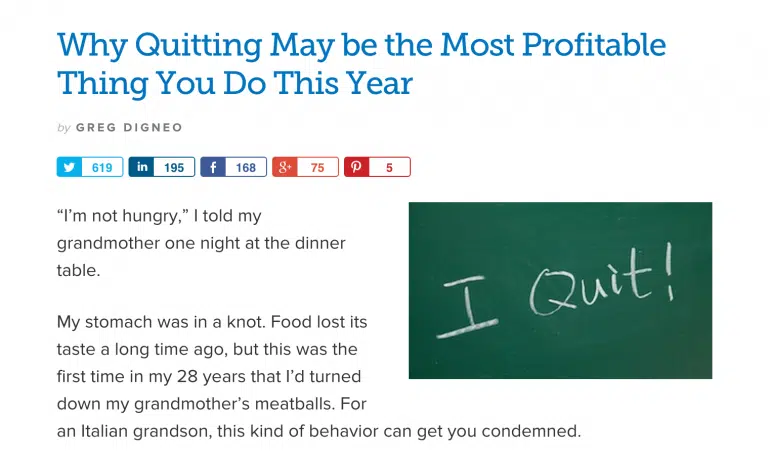 Why Quitting May be the Most Profitable
Thing You Do This Year
by GREG DIGNEO
619 in 195 f 168 g+ 75 5
“I’m not hungry,” I told my
grandmother one night at the dinner
table.
I Quit!
My stomach was in a knot. Food lost its
taste a long time ago, but this was the
first time in my 28 years that I’d turned
down my grandmother’s meatballs. For
an Italian grandson, this kind of behavior can get you condemned.